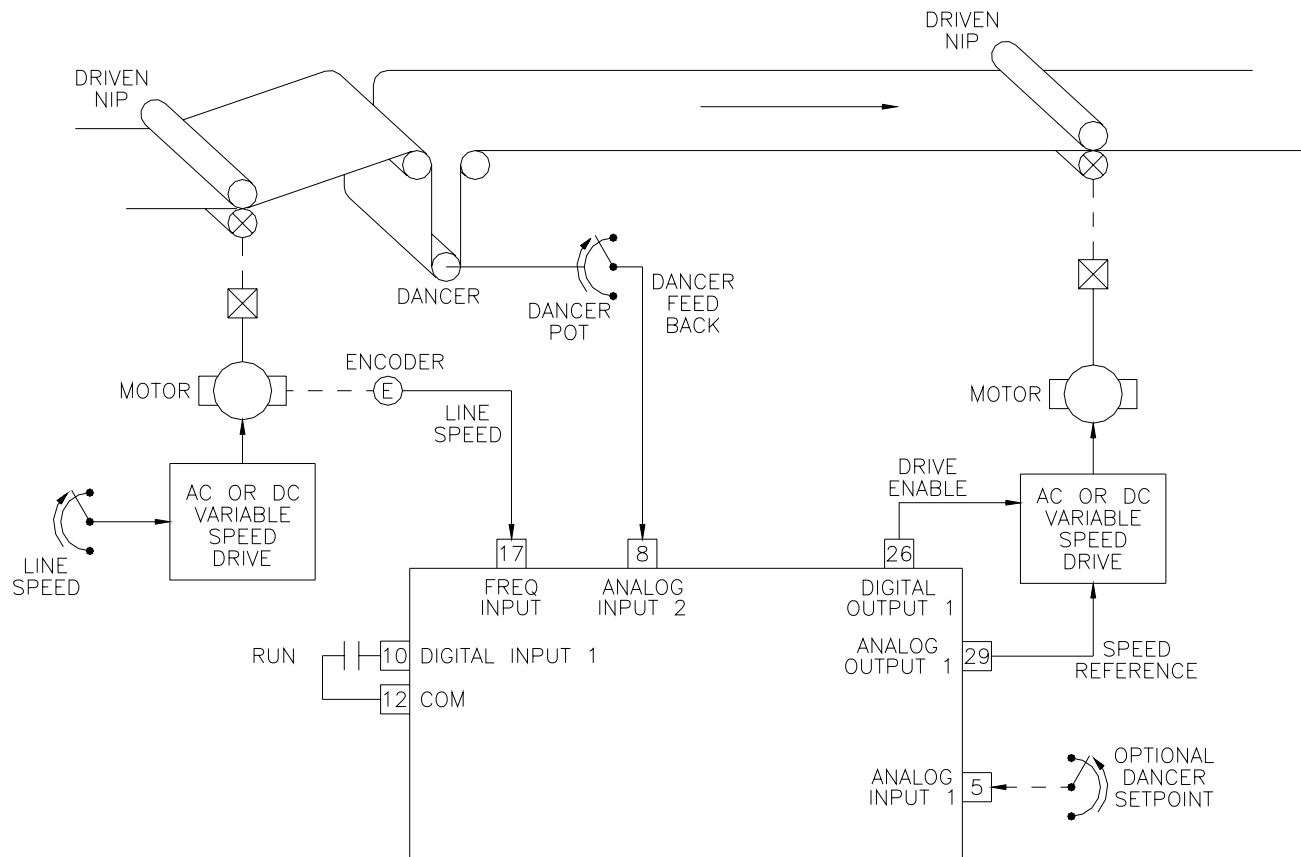 DRIVEN
NIP
DRIVEN
NIP
DANCER
DANCER
POT
DANCER
FEED
BACK
MOTOR
ENCODER
E
LINE
SPEED
MOTOR
AC OR DC
VARIABLE
SPEED
DRIVE
LINE
SPEED
DRIVE
ENABLE
AC OR DC
VARIABLE
SPEED
DRIVE
17
FREQ
INPUT
8
ANALOG
INPUT 2
26
DIGITAL
OUTPUT 1
RUN
10
DIGITAL INPUT 1
12
COM
ANALOG
OUTPUT 1
29
SPEED
REFERENCE
ANALOG
INPUT 1
5
OPTIONAL
DANCER
SETPOINT